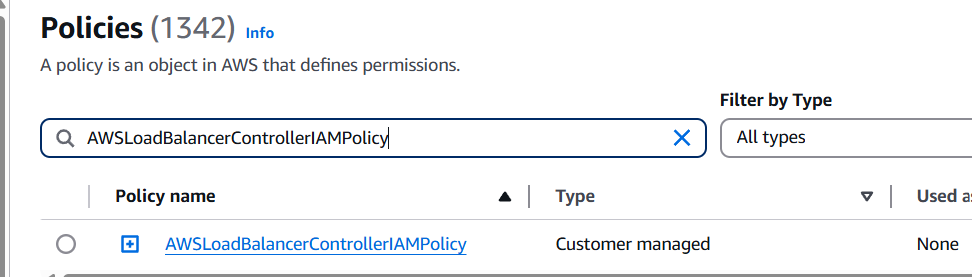 Policies (1342) Info
A policy is an object in AWS that defines permissions.
Filter by Type
AWSLoadBalancerControllerIAMPolicy
All types
Policy name Type Used as
AWSLoadBalancerControllerIAMPolicy Customer managed None